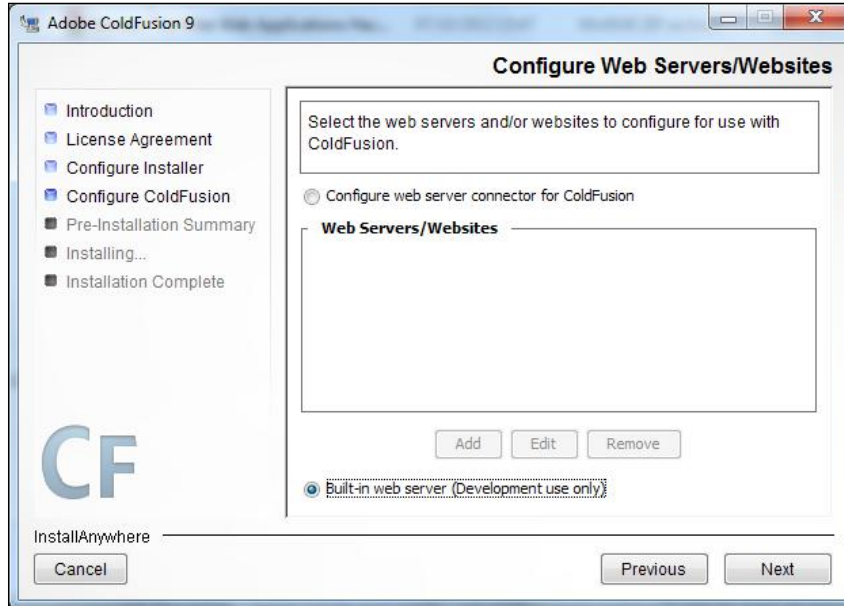 Adobe ColdFusion 9
Configure Web Servers/Websites
Introduction
License Agreement
Configure Installer
Configure ColdFusion
Pre-Installation Summary
Installing...
Installation Complete
CF
Select the web servers and/or websites to configure for use with
ColdFusion.
Configure web server connector for ColdFusion
Web Servers/Websites
Add Edit Remove
Built-in web server (Development use only)
InstallAnywhere
Cancel Previous Next